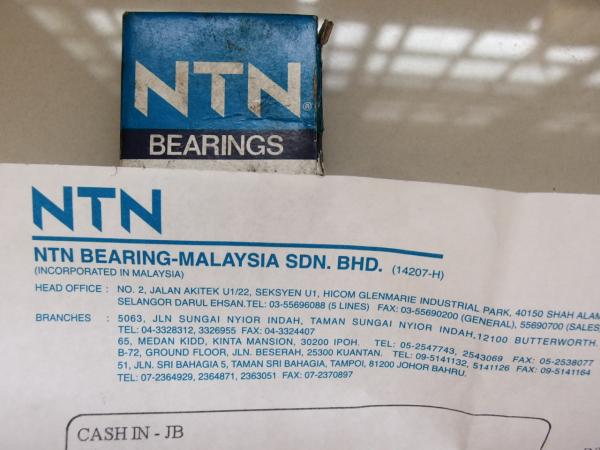 NTN®
BEARINGS
NTN
NTN BEARING-MALAYSIA SDN. BHD. (14207-H)
(INCORPORATED IN MALAYSIA)
HEAD OFFICE : NO. 2, JALAN AKITEK U1/22, SEKSYEN U1, HICOM GLENMARIE INDUSTRIAL PARK, 40150 SHAH ALAM
SELANGOR DARUL EHSAN.TEL: 03-55696088 (5 LINES) FAX: 03-55690200 (GENERAL), 55690700 (SALES)
BRANCHES : 5063, JLN SUNGAI NYIOR INDAH, TAMAN SUNGAI NYIOR INDAH,12100 BUTTERWORTH.
TEL: 04-3328312, 3326955 FAX: 04-3324407
65, MEDAN KIDD, KINTA MANSION, 30200 IPOH. TEL: 05-2547743, 2543069 FAX: 05-2538077
B-72, GROUND FLOOR, JLN. BESERAH, 25300 KUANTAN. TEL: 09-5141132, 5141126 FAX: 09-5141164
51, JLN. SRI BAHAGIA 5, TAMAN SRI BAHAGIA, TAMPOI, 81200 JOHOR BAHRU.
TEL: 07-2364929, 2364871, 2363051 FAX: 07-2370897
CASH IN - JB